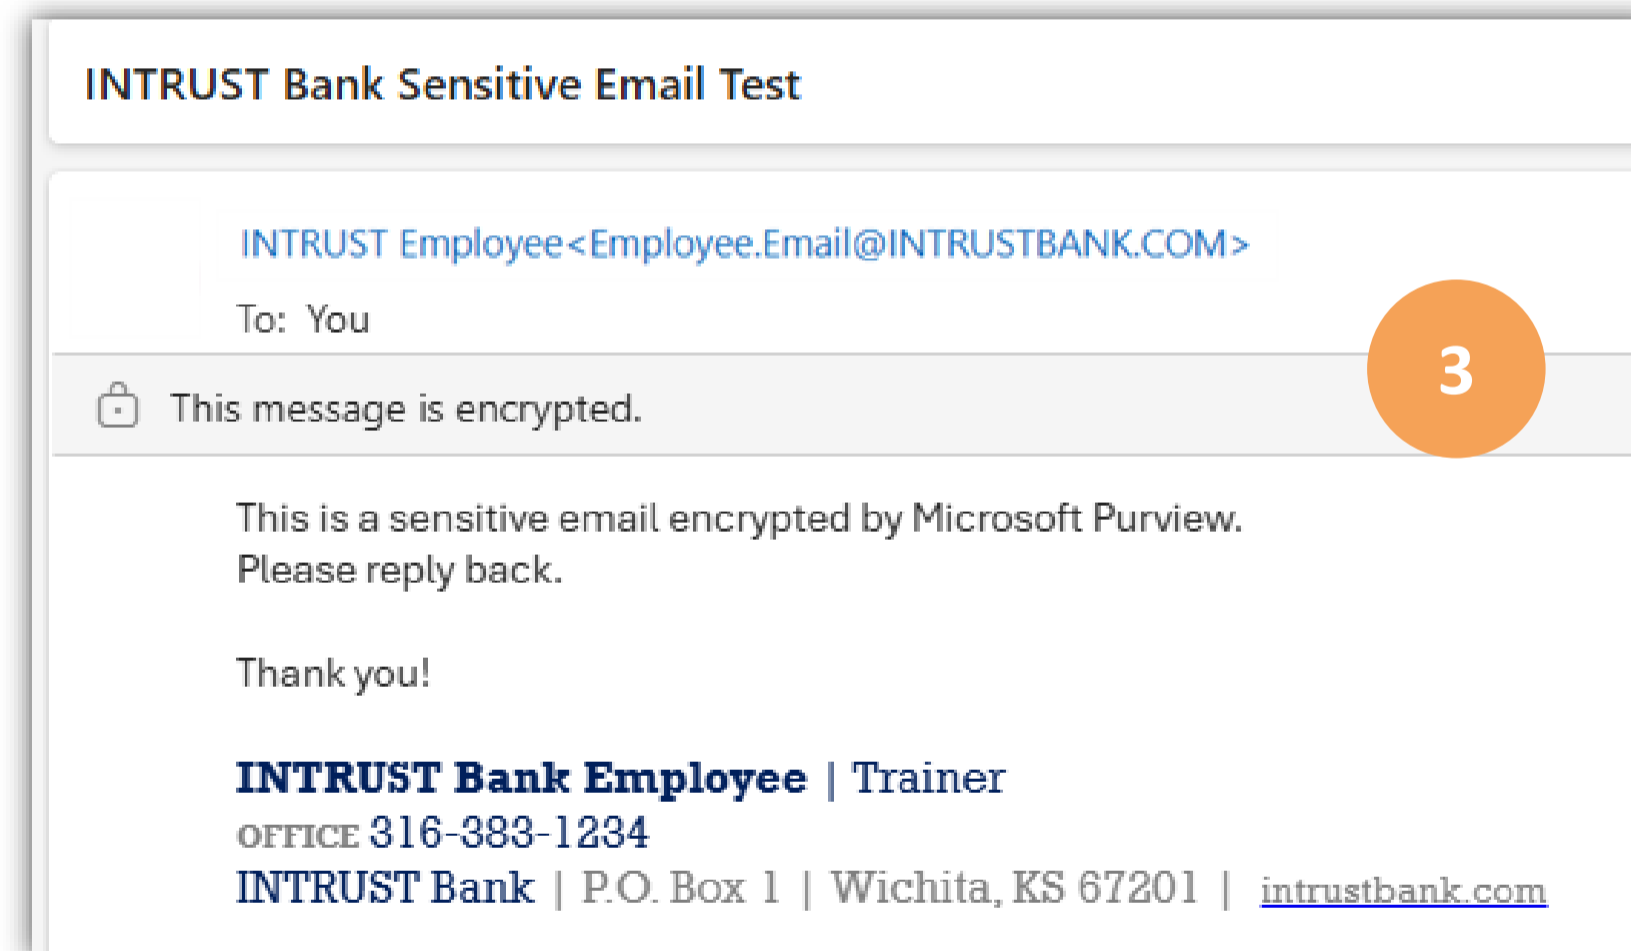 INTRUST Bank Sensitive Email Test
INTRUST Employee<Employee.Email@INTRUSTBANK.COM>
To: You
3
This message is encrypted.
This is a sensitive email encrypted by Microsoft Purview.
Please reply back.
Thank you!
INTRUST Bank Employee | Trainer
OFFICE 316-383-1234
INTRUST Bank | P.O. Box 1 | Wichita, KS 67201 | intrustbank.com